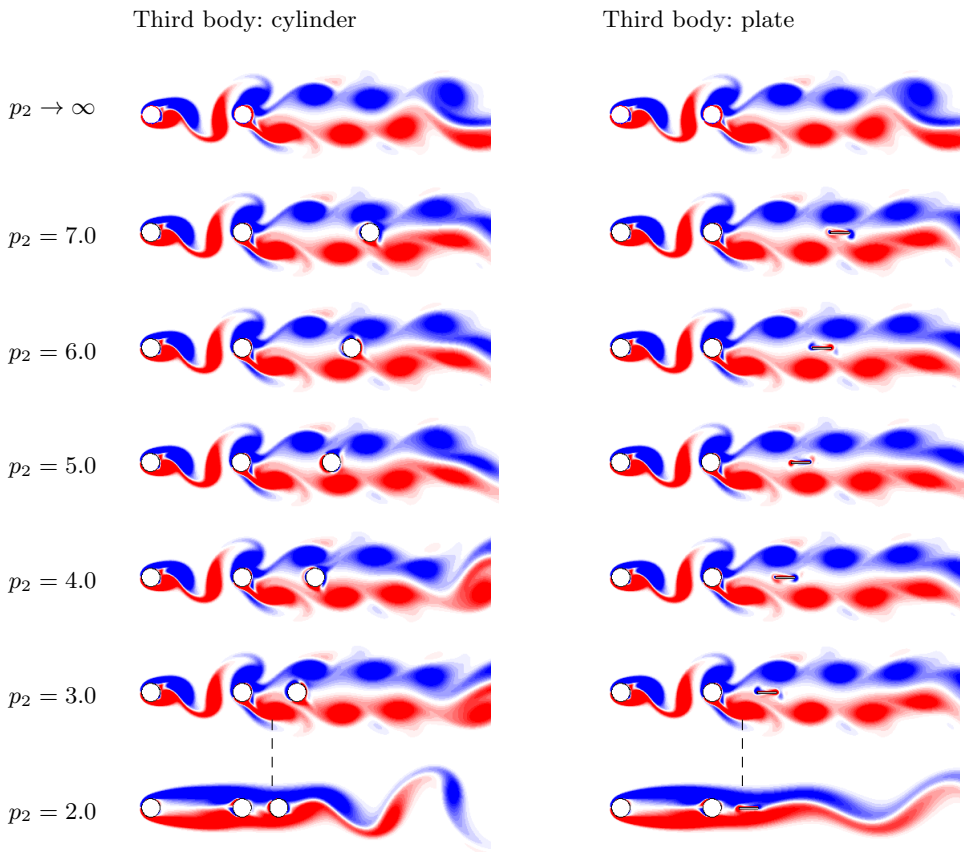 Third body: cylinder Third body: plate
p₂ → ∞
p₂ = 7.0
p₂ = 6.0
p₂ = 5.0
p₂ = 4.0
p₂ = 3.0
p₂ = 2.0